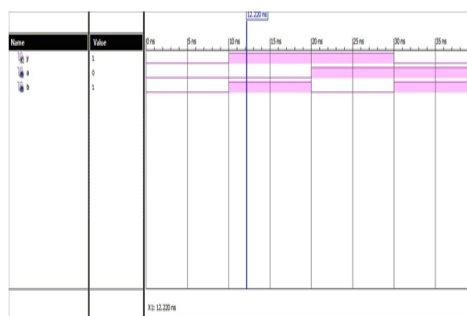 12.220 ns
Name Value 0 ns 5 ns 10 ns 15 ns 20 ns 25 ns 30 ns 35 ns
y 1
a 0
b 1
X1: 12.220 ns